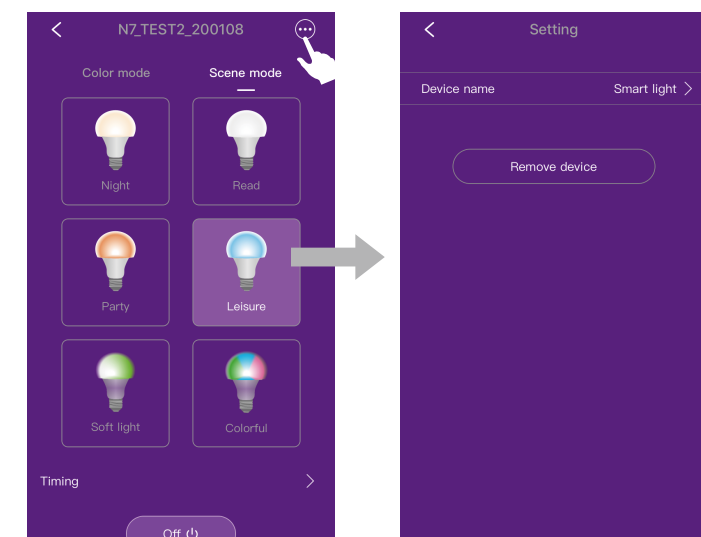 N7_TEST2_200108
Color mode
Scene mode
Night
Read
Party
Leisure
Soft light
Colorful
Timing
Off
Setting
Device name
Smart light
Remove device